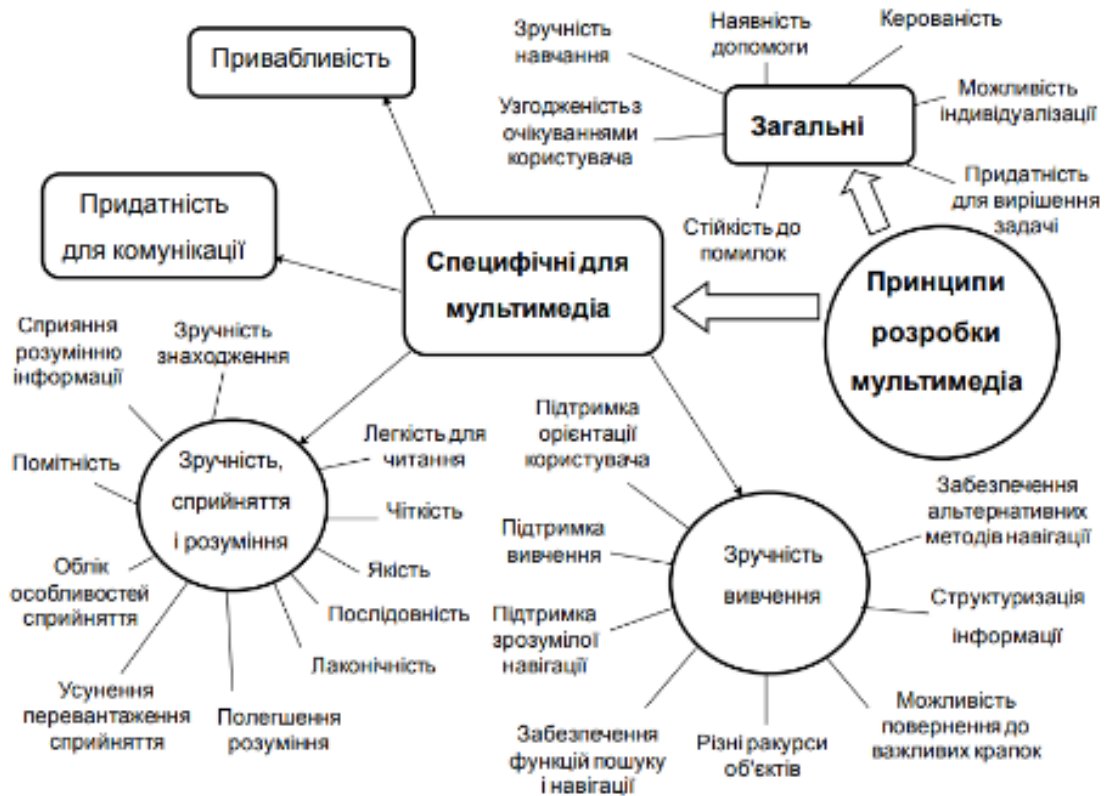 Привабливість
Зручність
навчання
Наявність
допомоги
Керованість
Узгодженість з
очікуваннями
користувача
Загальні
Можливість
індивідуалізації
Придатність
для вирішення
задачі
Стійкість до
помилок
Придатність
для комунікації
Специфічні для
мультимедіа
Принципи
розробки
мультимедіа
Сприяння
розумінню
інформації
Зручність
знаходження
Помітність
Зручність,
сприйняття
і розуміння
Легкість для
читання
Чіткість
Якість
Послідовність
Лаконічність
Облік
особливостей
сприйняття
Усунення
перевантаження
сприйняття
Полегшення
розуміння
Підтримка
орієнтації
користувача
Підтримка
вивчення
Підтримка
зрозумілої
навігації
Зручність
вивчення
Забезпечення
альтернативних
методів навігації
Структуризація
інформації
Можливість
повернення до
важливих крапок
Різні ракурси
об'єктів
Забезпечення
функцій пошуку
і навігації